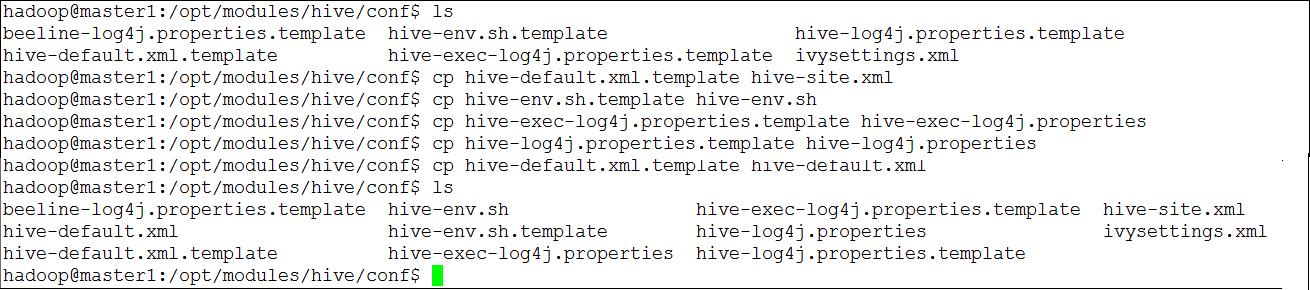 hadoop@master1:/opt/modules/hive/conf$ ls
beeline-log4j.properties.template  hive-env.sh.template                 hive-log4j.properties.template
hive-default.xml.template          hive-exec-log4j.properties.template  ivysettings.xml
hadoop@master1:/opt/modules/hive/conf$ cp hive-default.xml.template hive-site.xml
hadoop@master1:/opt/modules/hive/conf$ cp hive-env.sh.template hive-env.sh
hadoop@master1:/opt/modules/hive/conf$ cp hive-exec-log4j.properties.template hive-exec-log4j.properties
hadoop@master1:/opt/modules/hive/conf$ cp hive-log4j.properties.template hive-log4j.properties
hadoop@master1:/opt/modules/hive/conf$ cp hive-default.xml.template hive-default.xml
hadoop@master1:/opt/modules/hive/conf$ ls
beeline-log4j.properties.template  hive-env.sh                 hive-exec-log4j.properties.template  hive-site.xml
hive-default.xml                   hive-env.sh.template        hive-log4j.properties                ivysettings.xml
hive-default.xml.template          hive-exec-log4j.properties  hive-log4j.properties.template
hadoop@master1:/opt/modules/hive/conf$